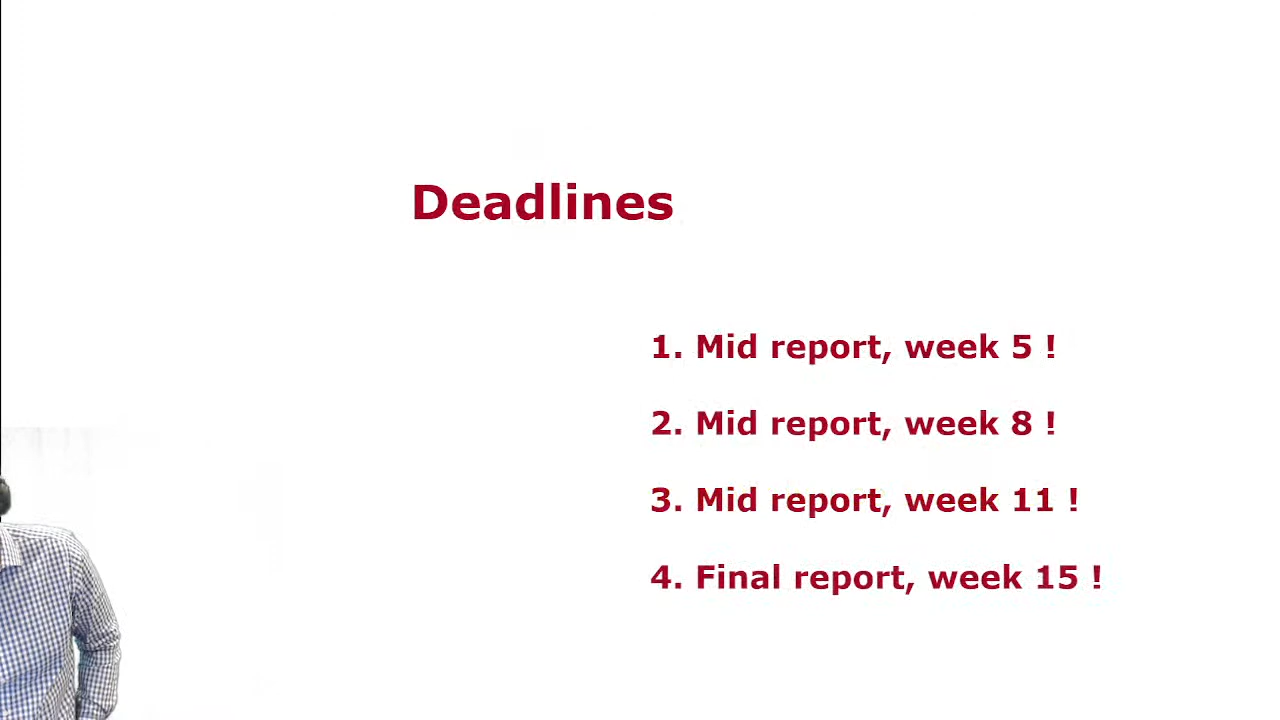 Deadlines
1. Mid report, week 5 !
2. Mid report, week 8 !
3. Mid report, week 11 !
4. Final report, week 15 !